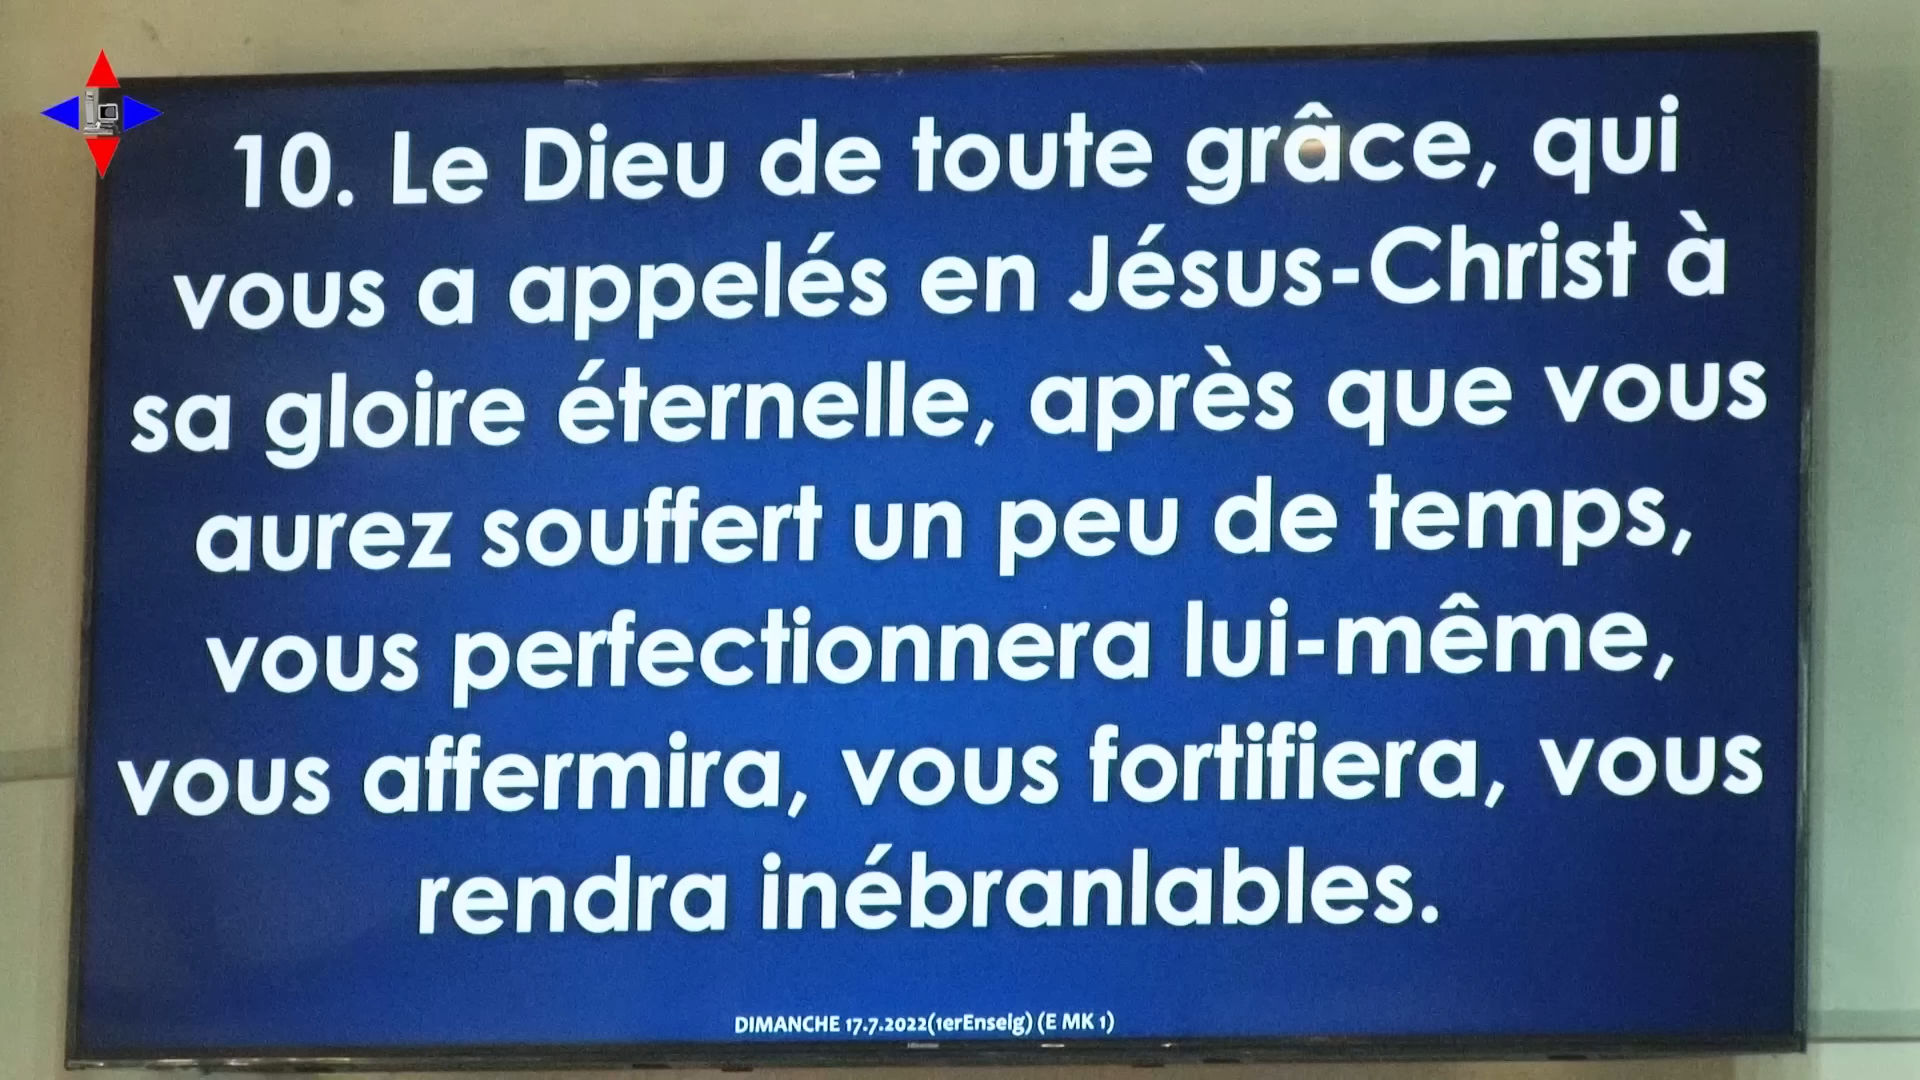 10. Le Dieu de toute grâce, qui
vous a appelés en Jésus-Christ à
sa gloire éternelle, après que vous
aurez souffert un peu de temps,
vous perfectionnera lui-même,
vous affermira, vous fortifiera, vous
rendra inébranlables.
DIMANCHE 17.7.2022(1erEnseig) (E MK 1)